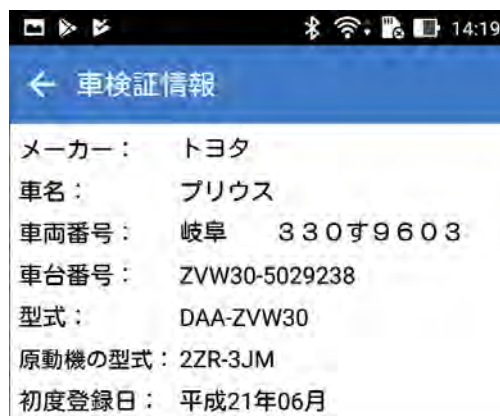 14:19
← 車検証情報
メーカー： トヨタ
車名： プリウス
車両番号： 岐阜 ３３０す９６０３
車台番号： ZVW30-5029238
型式： DAA-ZVW30
原動機の型式： 2ZR-3JM
初度登録日： 平成21年06月